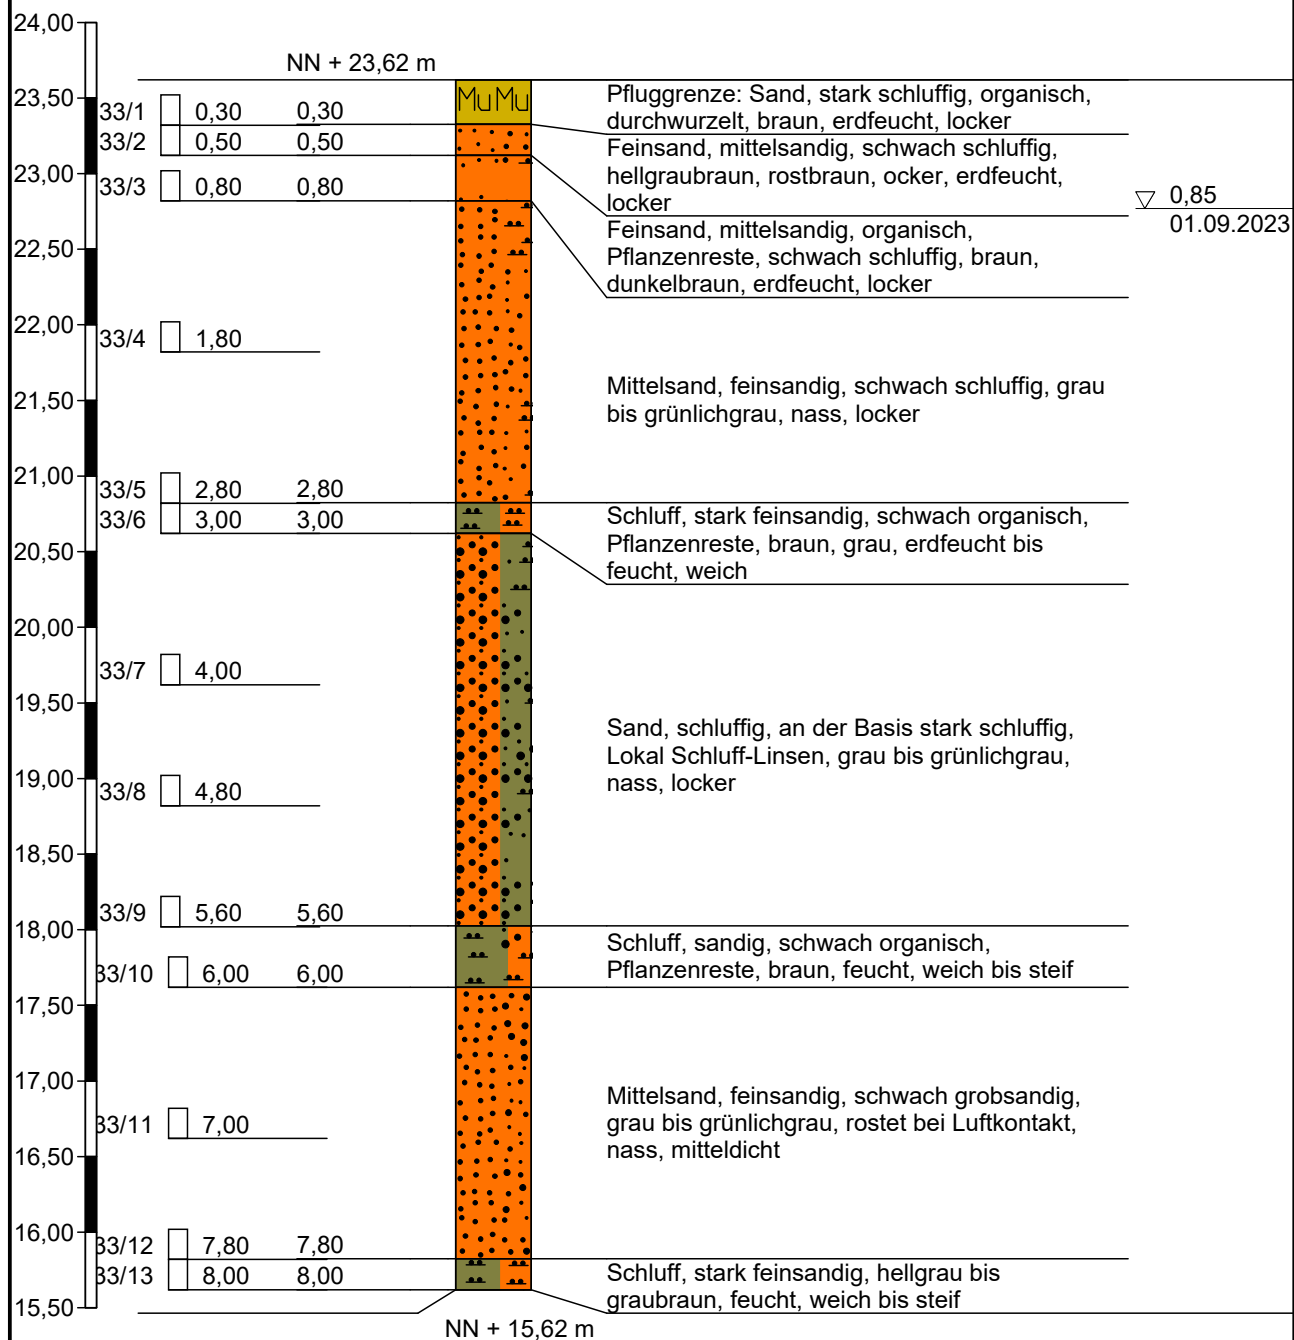 24,00
NN + 23,62 m
23,50
33/1 0,30 0,30
Mu Mu
Pfluggrenze: Sand, stark schluffig, organisch,
durchwurzelt, braun, erdfeucht, locker
33/2 0,50 0,50
Feinsand, mittelsandig, schwach schluffig,
hellgraubraun, rostbraun, ocker, erdfeucht,
locker
23,00
33/3 0,80 0,80
0,85
01.09.2023
Feinsand, mittelsandig, organisch,
Pflanzenreste, schwach schluffig, braun,
dunkelbraun, erdfeucht, locker
22,50
22,00
33/4 1,80
Mittelsand, feinsandig, schwach schluffig, grau
bis grünlichgrau, nass, locker
21,50
21,00
33/5 2,80 2,80
33/6 3,00 3,00
Schluff, stark feinsandig, schwach organisch,
Pflanzenreste, braun, grau, erdfeucht bis
feucht, weich
20,50
20,00
33/7 4,00
19,50
Sand, schluffig, an der Basis stark schluffig,
Lokal Schluff-Linsen, grau bis grünlichgrau,
nass, locker
19,00
33/8 4,80
18,50
33/9 5,60 5,60
18,00
Schluff, sandig, schwach organisch,
Pflanzenreste, braun, feucht, weich bis steif
33/10 6,00 6,00
17,50
17,00
Mittelsand, feinsandig, schwach grobsandig,
grau bis grünlichgrau, rostet bei Luftkontakt,
nass, mitteldicht
33/11 7,00
16,50
16,00
33/12 7,80 7,80
33/13 8,00 8,00
Schluff, stark feinsandig, hellgrau bis
graubraun, feucht, weich bis steif
15,50
NN + 15,62 m